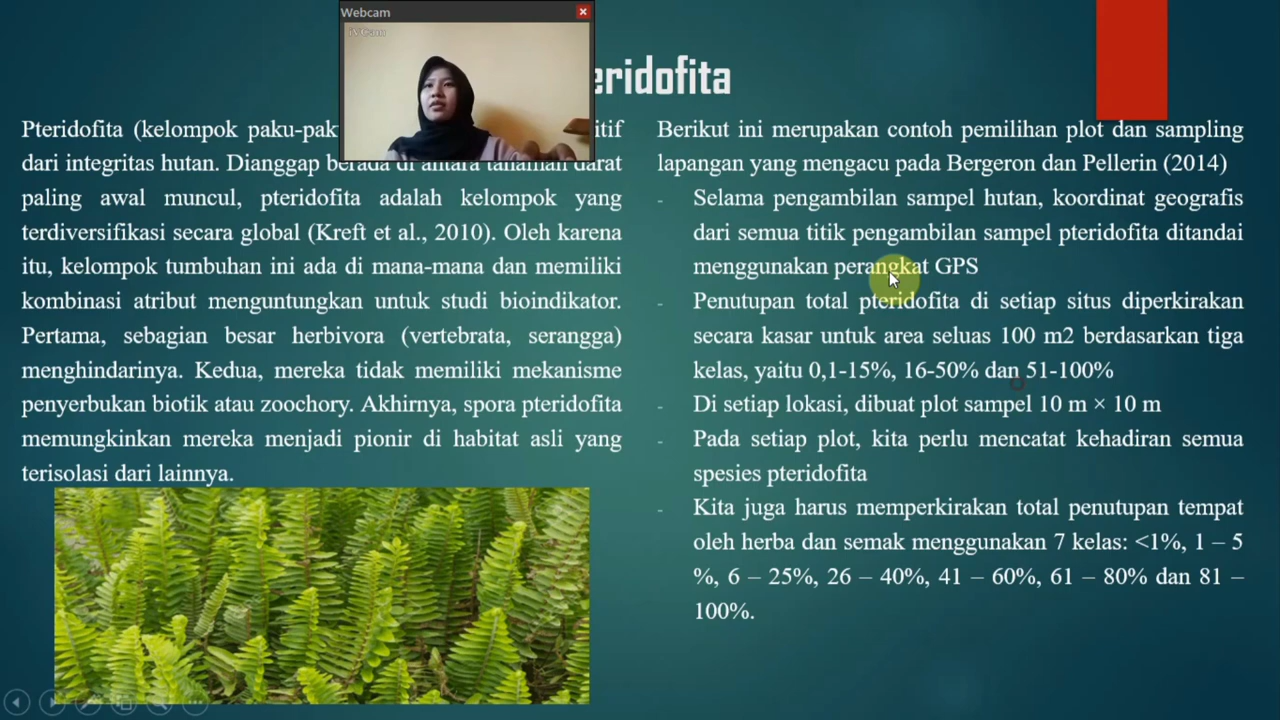 Webcam
iVCam
eridofita
Pteridofita (kelompok paku-pak
itif
dari integritas hutan. Dianggap berada di antara tanaman darat
paling awal muncul, pteridofita adalah kelompok yang
terdiversifikasi secara global (Kreft et al., 2010). Oleh karena
itu, kelompok tumbuhan ini ada di mana-mana dan memiliki
kombinasi atribut menguntungkan untuk studi bioindikator.
Pertama, sebagian besar herbivora (vertebrata, serangga)
menghindarinya. Kedua, mereka tidak memiliki mekanisme
penyerbukan biotik atau zoochory. Akhirnya, spora pteridofita
memungkinkan mereka menjadi pionir di habitat asli yang
terisolasi dari lainnya.
Berikut ini merupakan contoh pemilihan plot dan sampling
lapangan yang mengacu pada Bergeron dan Pellerin (2014)
- Selama pengambilan sampel hutan, koordinat geografis
dari semua titik pengambilan sampel pteridofita ditandai
menggunakan perangkat GPS
- Penutupan total pteridofita di setiap situs diperkirakan
secara kasar untuk area seluas 100 m2 berdasarkan tiga
kelas, yaitu 0,1-15%, 16-50% dan 51-100%
- Di setiap lokasi, dibuat plot sampel 10 m × 10 m
- Pada setiap plot, kita perlu mencatat kehadiran semua
spesies pteridofita
- Kita juga harus memperkirakan total penutupan tempat
oleh herba dan semak menggunakan 7 kelas: <1%, 1 – 5
%, 6 – 25%, 26 – 40%, 41 – 60%, 61 – 80% dan 81 –
100%.